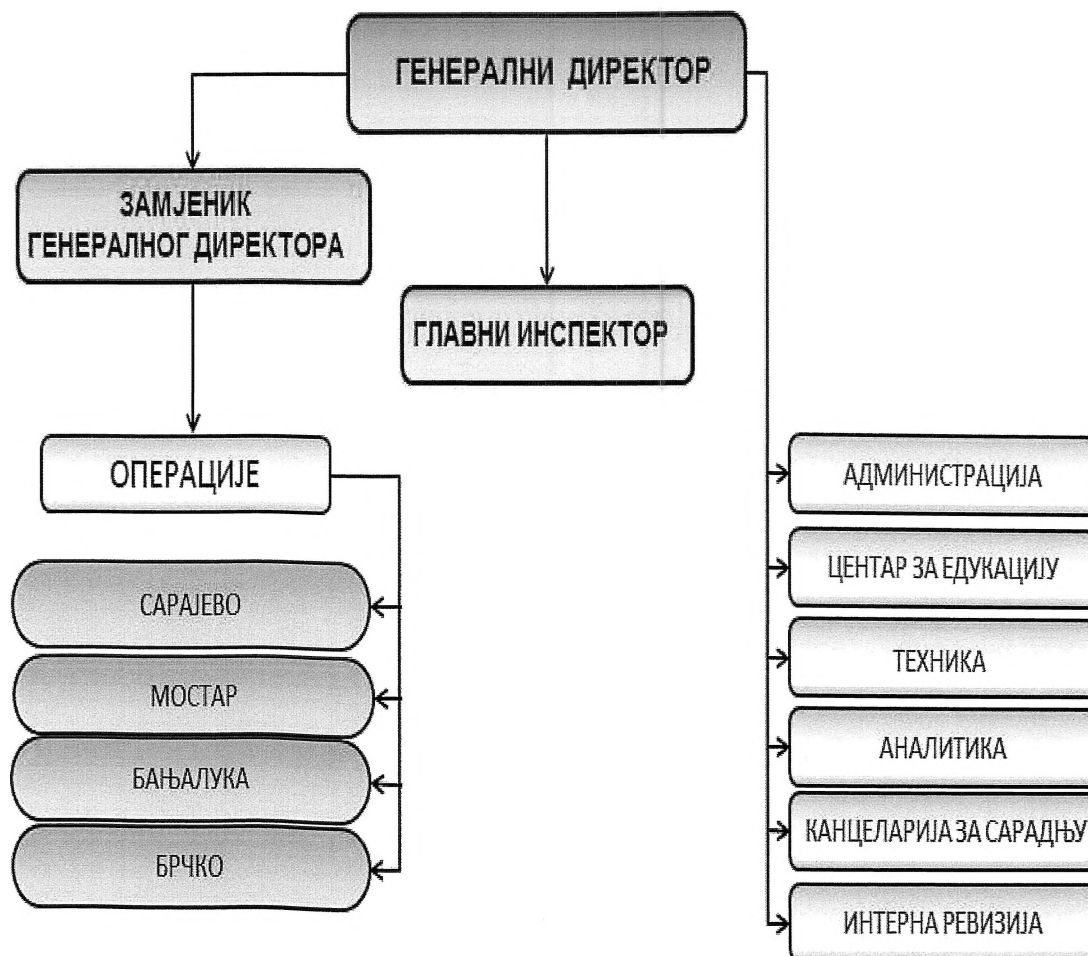 ГЕНЕРАЛНИ ДИРЕКТОР
ЗАМЈЕНИК
ГЕНЕРАЛНОГ ДИРЕКТОРА
ГЛАВНИ ИНСПЕКТОР
ОПЕРАЦИЈЕ
САРАЈЕВО
МОСТАР
БАЊАЛУКА
БРЧКО
АДМИНИСТРАЦИЈА
ЦЕНТАР ЗА ЕДУКАЦИЈУ
ТЕХНИКА
АНАЛИТИКА
КАНЦЕЛАРИЈА ЗА САРАДЊУ
ИНТЕРНА РЕВИЗИЈА